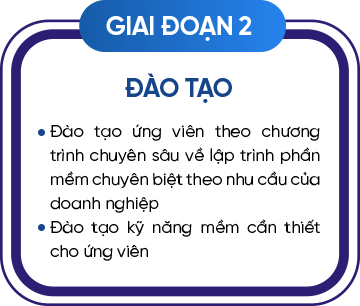 GIAI ĐOẠN 2
ĐÀO TẠO
• Đào tạo ứng viên theo chương
trình chuyên sâu về lập trình phần
mềm chuyên biệt theo nhu cầu của
doanh nghiệp
• Đào tạo kỹ năng mềm cần thiết
cho ứng viên